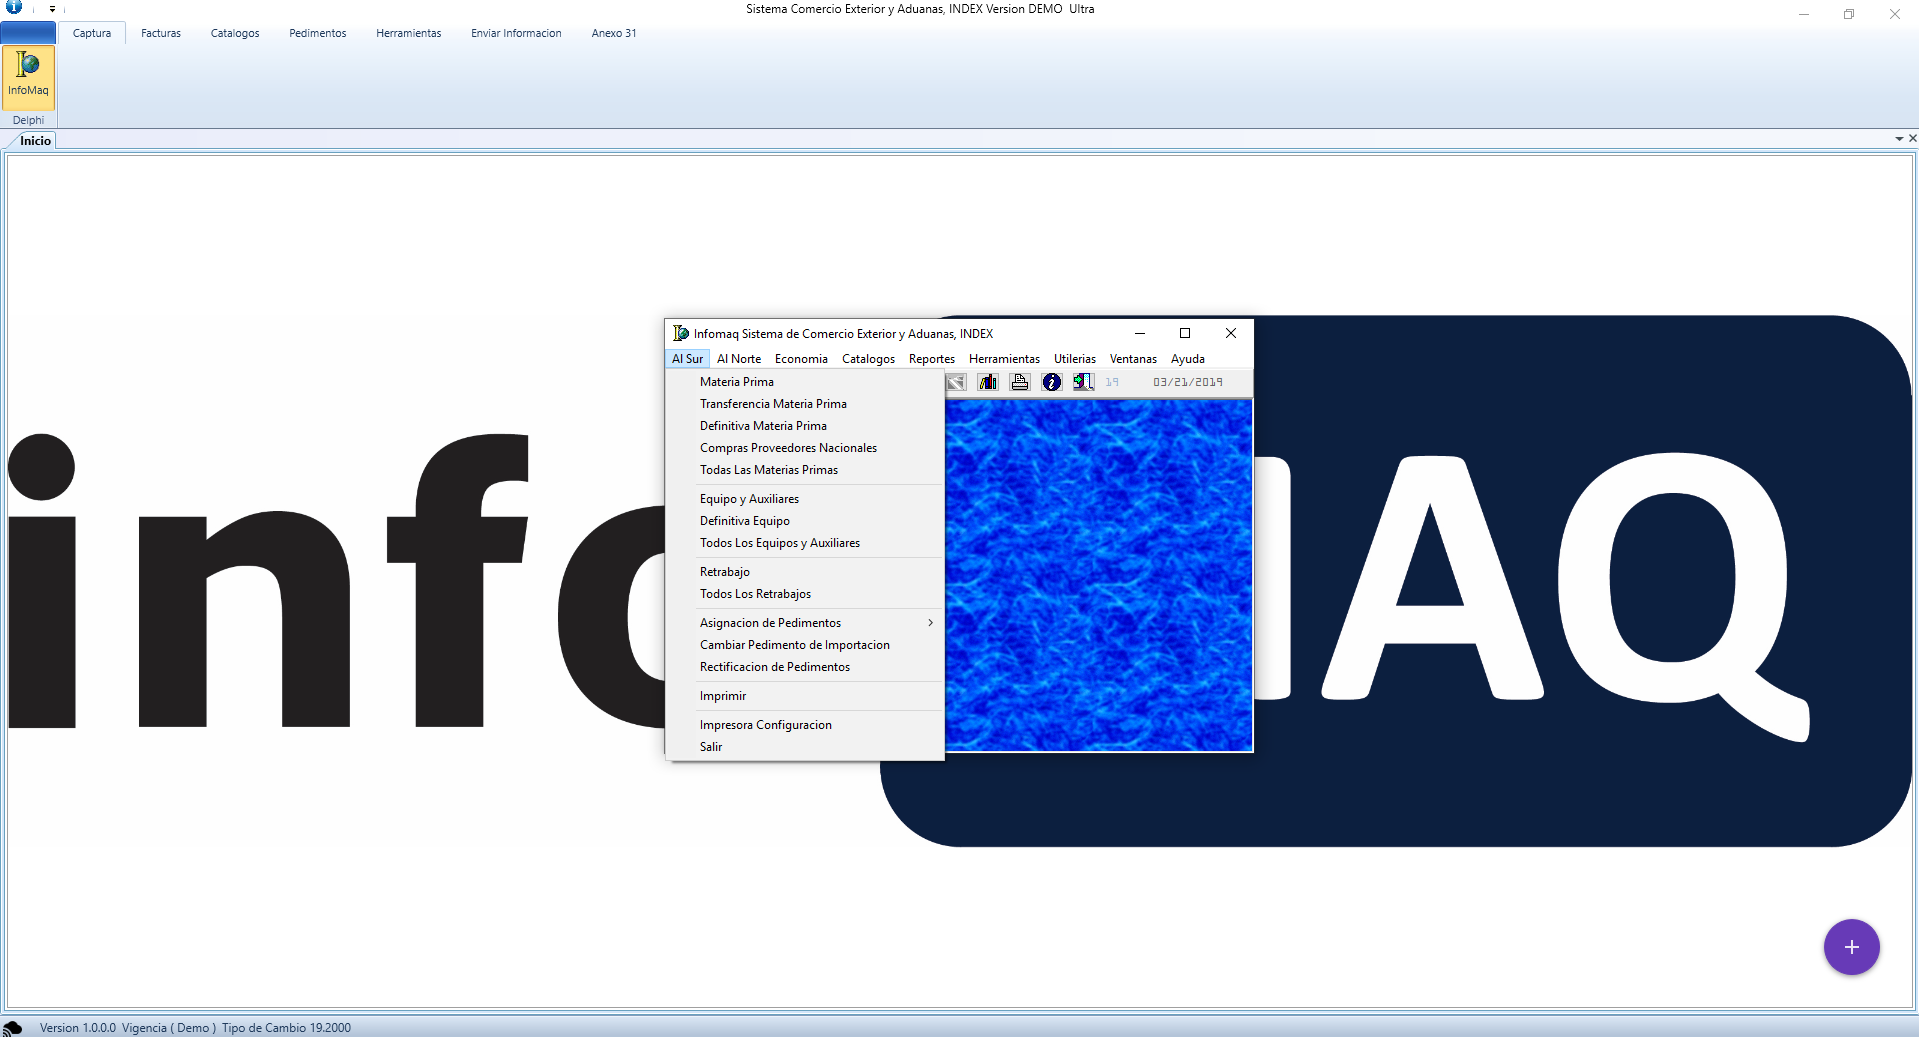 Sistema Comercio Exterior y Aduanas, INDEX Version DEMO  Ultra
Captura Facturas Catalogos Pedimentos Herramientas Enviar Informacion Anexo 31
InfoMaq
Delphi
Inicio
Infomaq Sistema de Comercio Exterior y Aduanas, INDEX
Al Sur Al Norte Economia Catalogos Reportes Herramientas Utilerias Ventanas Ayuda
19 03/21/2019
Materia Prima
Transferencia Materia Prima
Definitiva Materia Prima
Compras Proveedores Nacionales
Todas Las Materias Primas
Equipo y Auxiliares
Definitiva Equipo
Todos Los Equipos y Auxiliares
Retrabajo
Todos Los Retrabajos
Asignacion de Pedimentos
Cambiar Pedimento de Importacion
Rectificacion de Pedimentos
Imprimir
Impresora Configuracion
Salir
info AQ
Version 1.0.0.0 Vigencia ( Demo ) Tipo de Cambio 19.2000